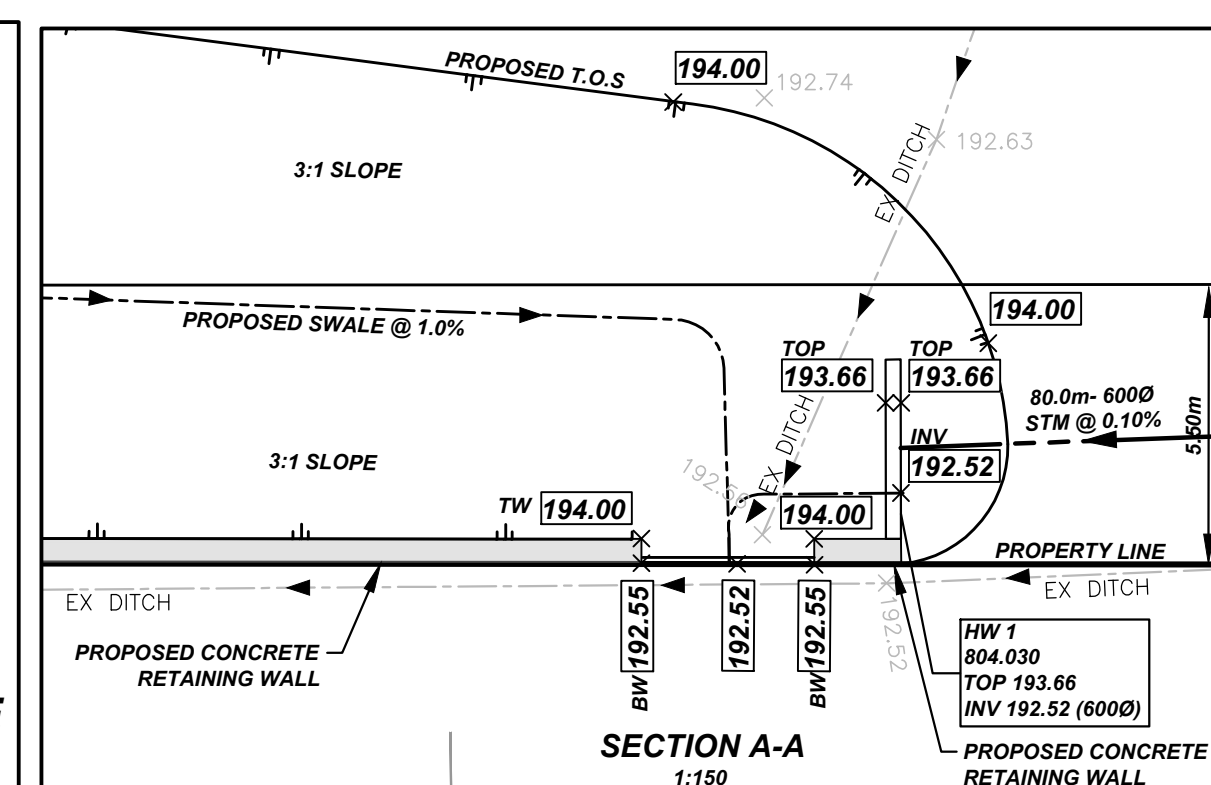 PROPOSED T.O.S
194.00
192.74
EX DITCH
192.63
3:1 SLOPE
PROPOSED SWALE @ 1.0%
194.00
TOP
193.66
TOP
193.66
80.0m- 600Ø
STM @ 0.10%
5.50m
EX DITCH
INV
192.52
3:1 SLOPE
192.56
TW 194.00
194.00
PROPERTY LINE
EX DITCH
EX DITCH
BW 192.55
192.52
BW 192.55
192.52
PROPOSED CONCRETE
RETAINING WALL
HW 1
804.030
TOP 193.66
INV 192.52 (600Ø)
SECTION A-A
1:150
PROPOSED CONCRETE
RETAINING WALL